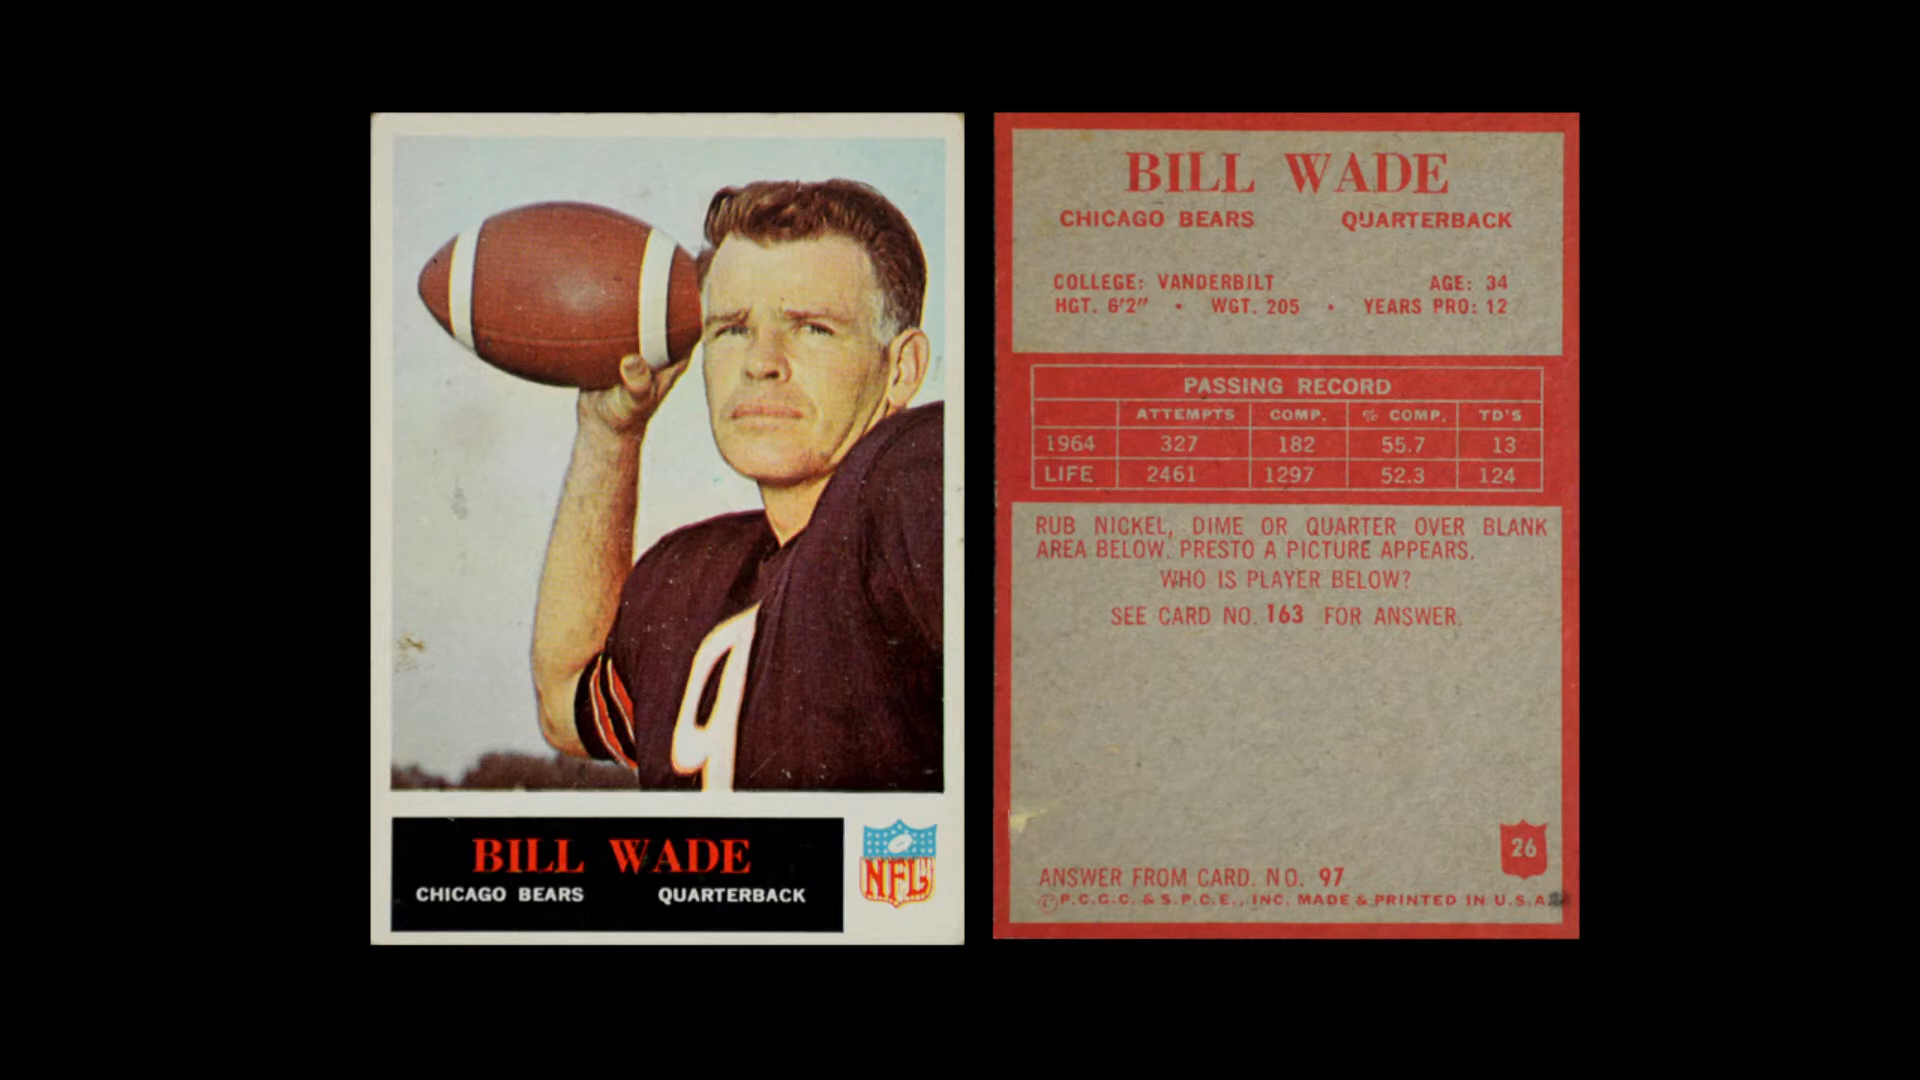 9
BILL WADE
CHICAGO BEARS QUARTERBACK
NFL
BILL WADE
CHICAGO BEARS QUARTERBACK
COLLEGE: VANDERBILT AGE: 34
HGT. 6'2" • WGT. 205 • YEARS PRO: 12
PASSING RECORD
ATTEMPTS COMP. % COMP. TD'S
1964 327 182 55.7 13
LIFE 2461 1297 52.3 124
RUB NICKEL, DIME OR QUARTER OVER BLANK
AREA BELOW. PRESTO A PICTURE APPEARS.
WHO IS PLAYER BELOW?
SEE CARD NO. 163 FOR ANSWER.
26
ANSWER FROM CARD. NO. 97
© P.C.G.C. & S.P.C.E., INC. MADE & PRINTED IN U.S.A.